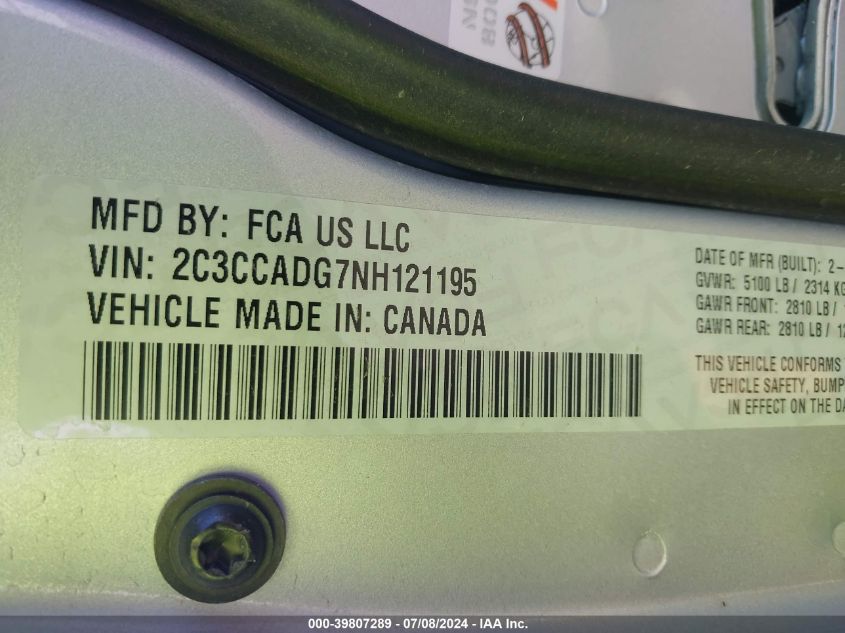 MFD BY: FCA US LLC
VIN: 2C3CCADG7NH121195
VEHICLE MADE IN: CANADA
DATE OF MFR (BUILT): 2-
GVWR: 5100 LB / 2314 KG
GAWR FRONT: 2810 LB /
GAWR REAR: 2810 LB / 12
THIS VEHICLE CONFORMS
VEHICLE SAFETY, BUMP
IN EFFECT ON THE DA
000-39807289 - 07/08/2024 - IAA Inc.